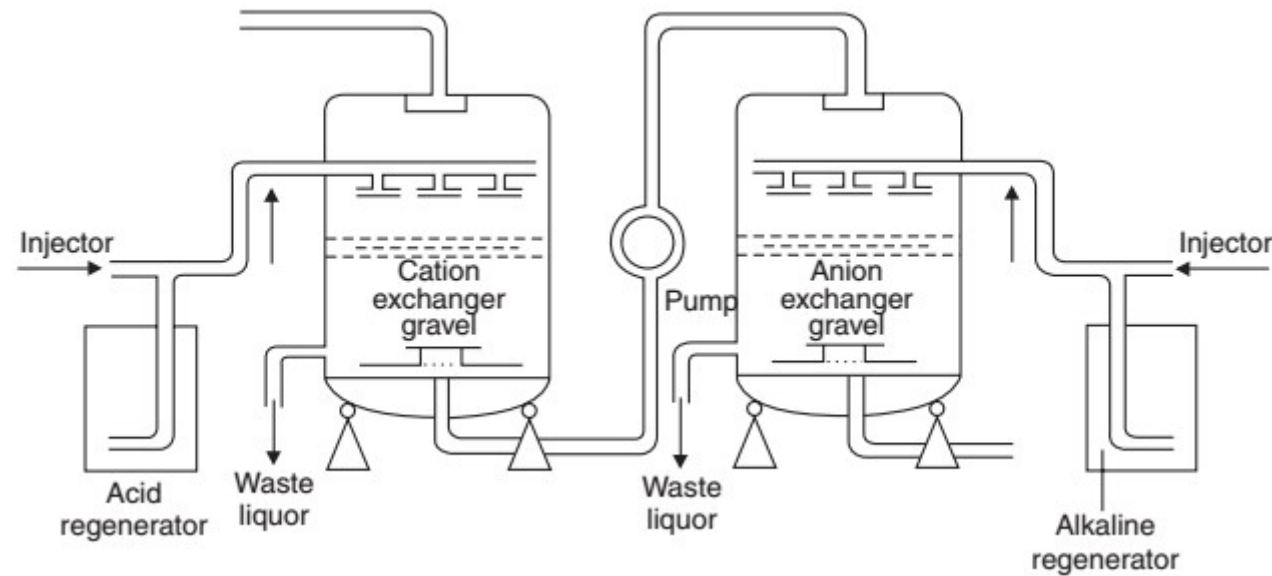 Injector
Cation
exchanger
gravel
Pump
Anion
exchanger
gravel
Injector
Acid
regenerator
Waste
liquor
Waste
liquor
Alkaline
regenerator